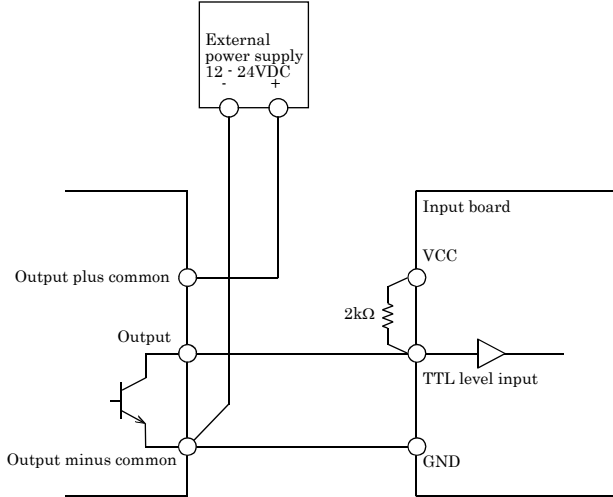 External
power supply
12 - 24VDC
- +
Input board
VCC
Output plus common
2kΩ
Output
TTL level input
Output minus common
GND